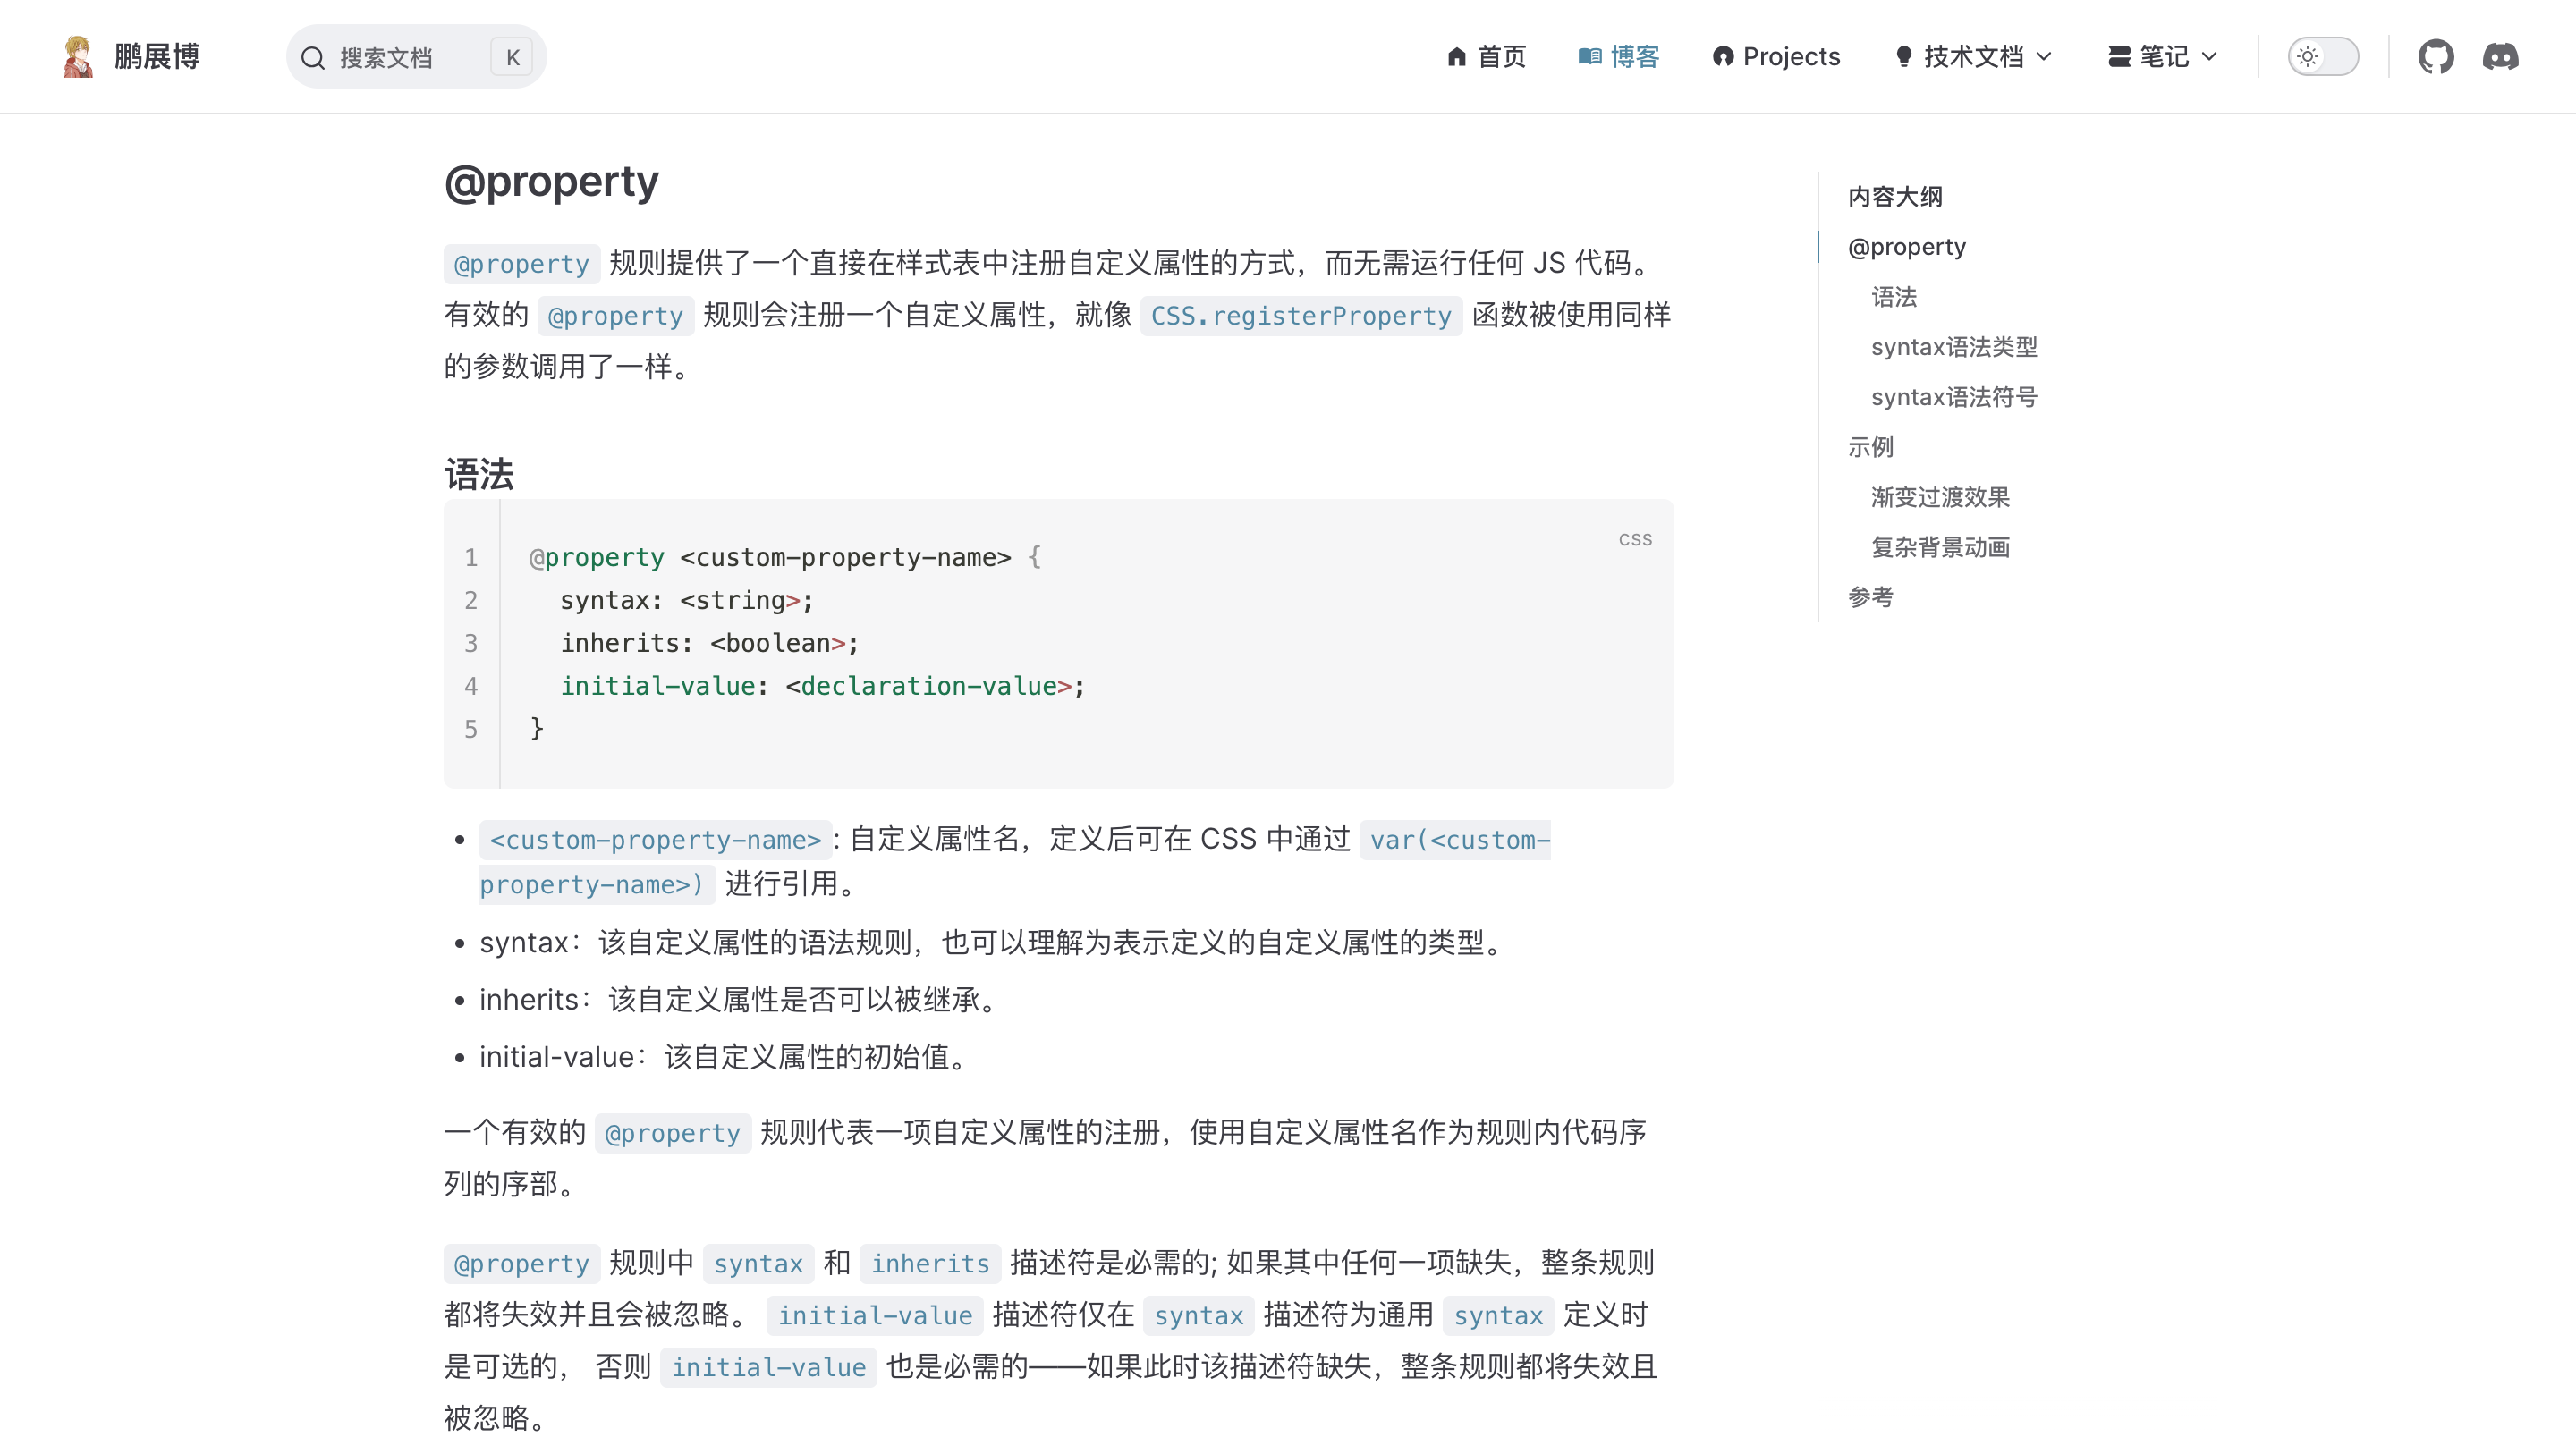 鹏展博
搜索文档 K
首页 博客 Projects 技术文档 笔记
@property
@property 规则提供了一个直接在样式表中注册自定义属性的方式，而无需运行任何 JS 代码。
有效的 @property 规则会注册一个自定义属性，就像 CSS.registerProperty 函数被使用同样
的参数调用了一样。
语法
css
1 @property <custom-property-name> {
2 syntax: <string>;
3 inherits: <boolean>;
4 initial-value: <declaration-value>;
5 }
• <custom-property-name>: 自定义属性名，定义后可在 CSS 中通过 var(<custom-
property-name>) 进行引用。
• syntax：该自定义属性的语法规则，也可以理解为表示定义的自定义属性的类型。
• inherits：该自定义属性是否可以被继承。
• initial-value：该自定义属性的初始值。
一个有效的 @property 规则代表一项自定义属性的注册，使用自定义属性名作为规则内代码序
列的序部。
@property 规则中 syntax 和 inherits 描述符是必需的; 如果其中任何一项缺失，整条规则
都将失效并且会被忽略。 initial-value 描述符仅在 syntax 描述符为通用 syntax 定义时
是可选的， 否则 initial-value 也是必需的——如果此时该描述符缺失，整条规则都将失效且
被忽略。
内容大纲
@property
语法
syntax语法类型
syntax语法符号
示例
渐变过渡效果
复杂背景动画
参考